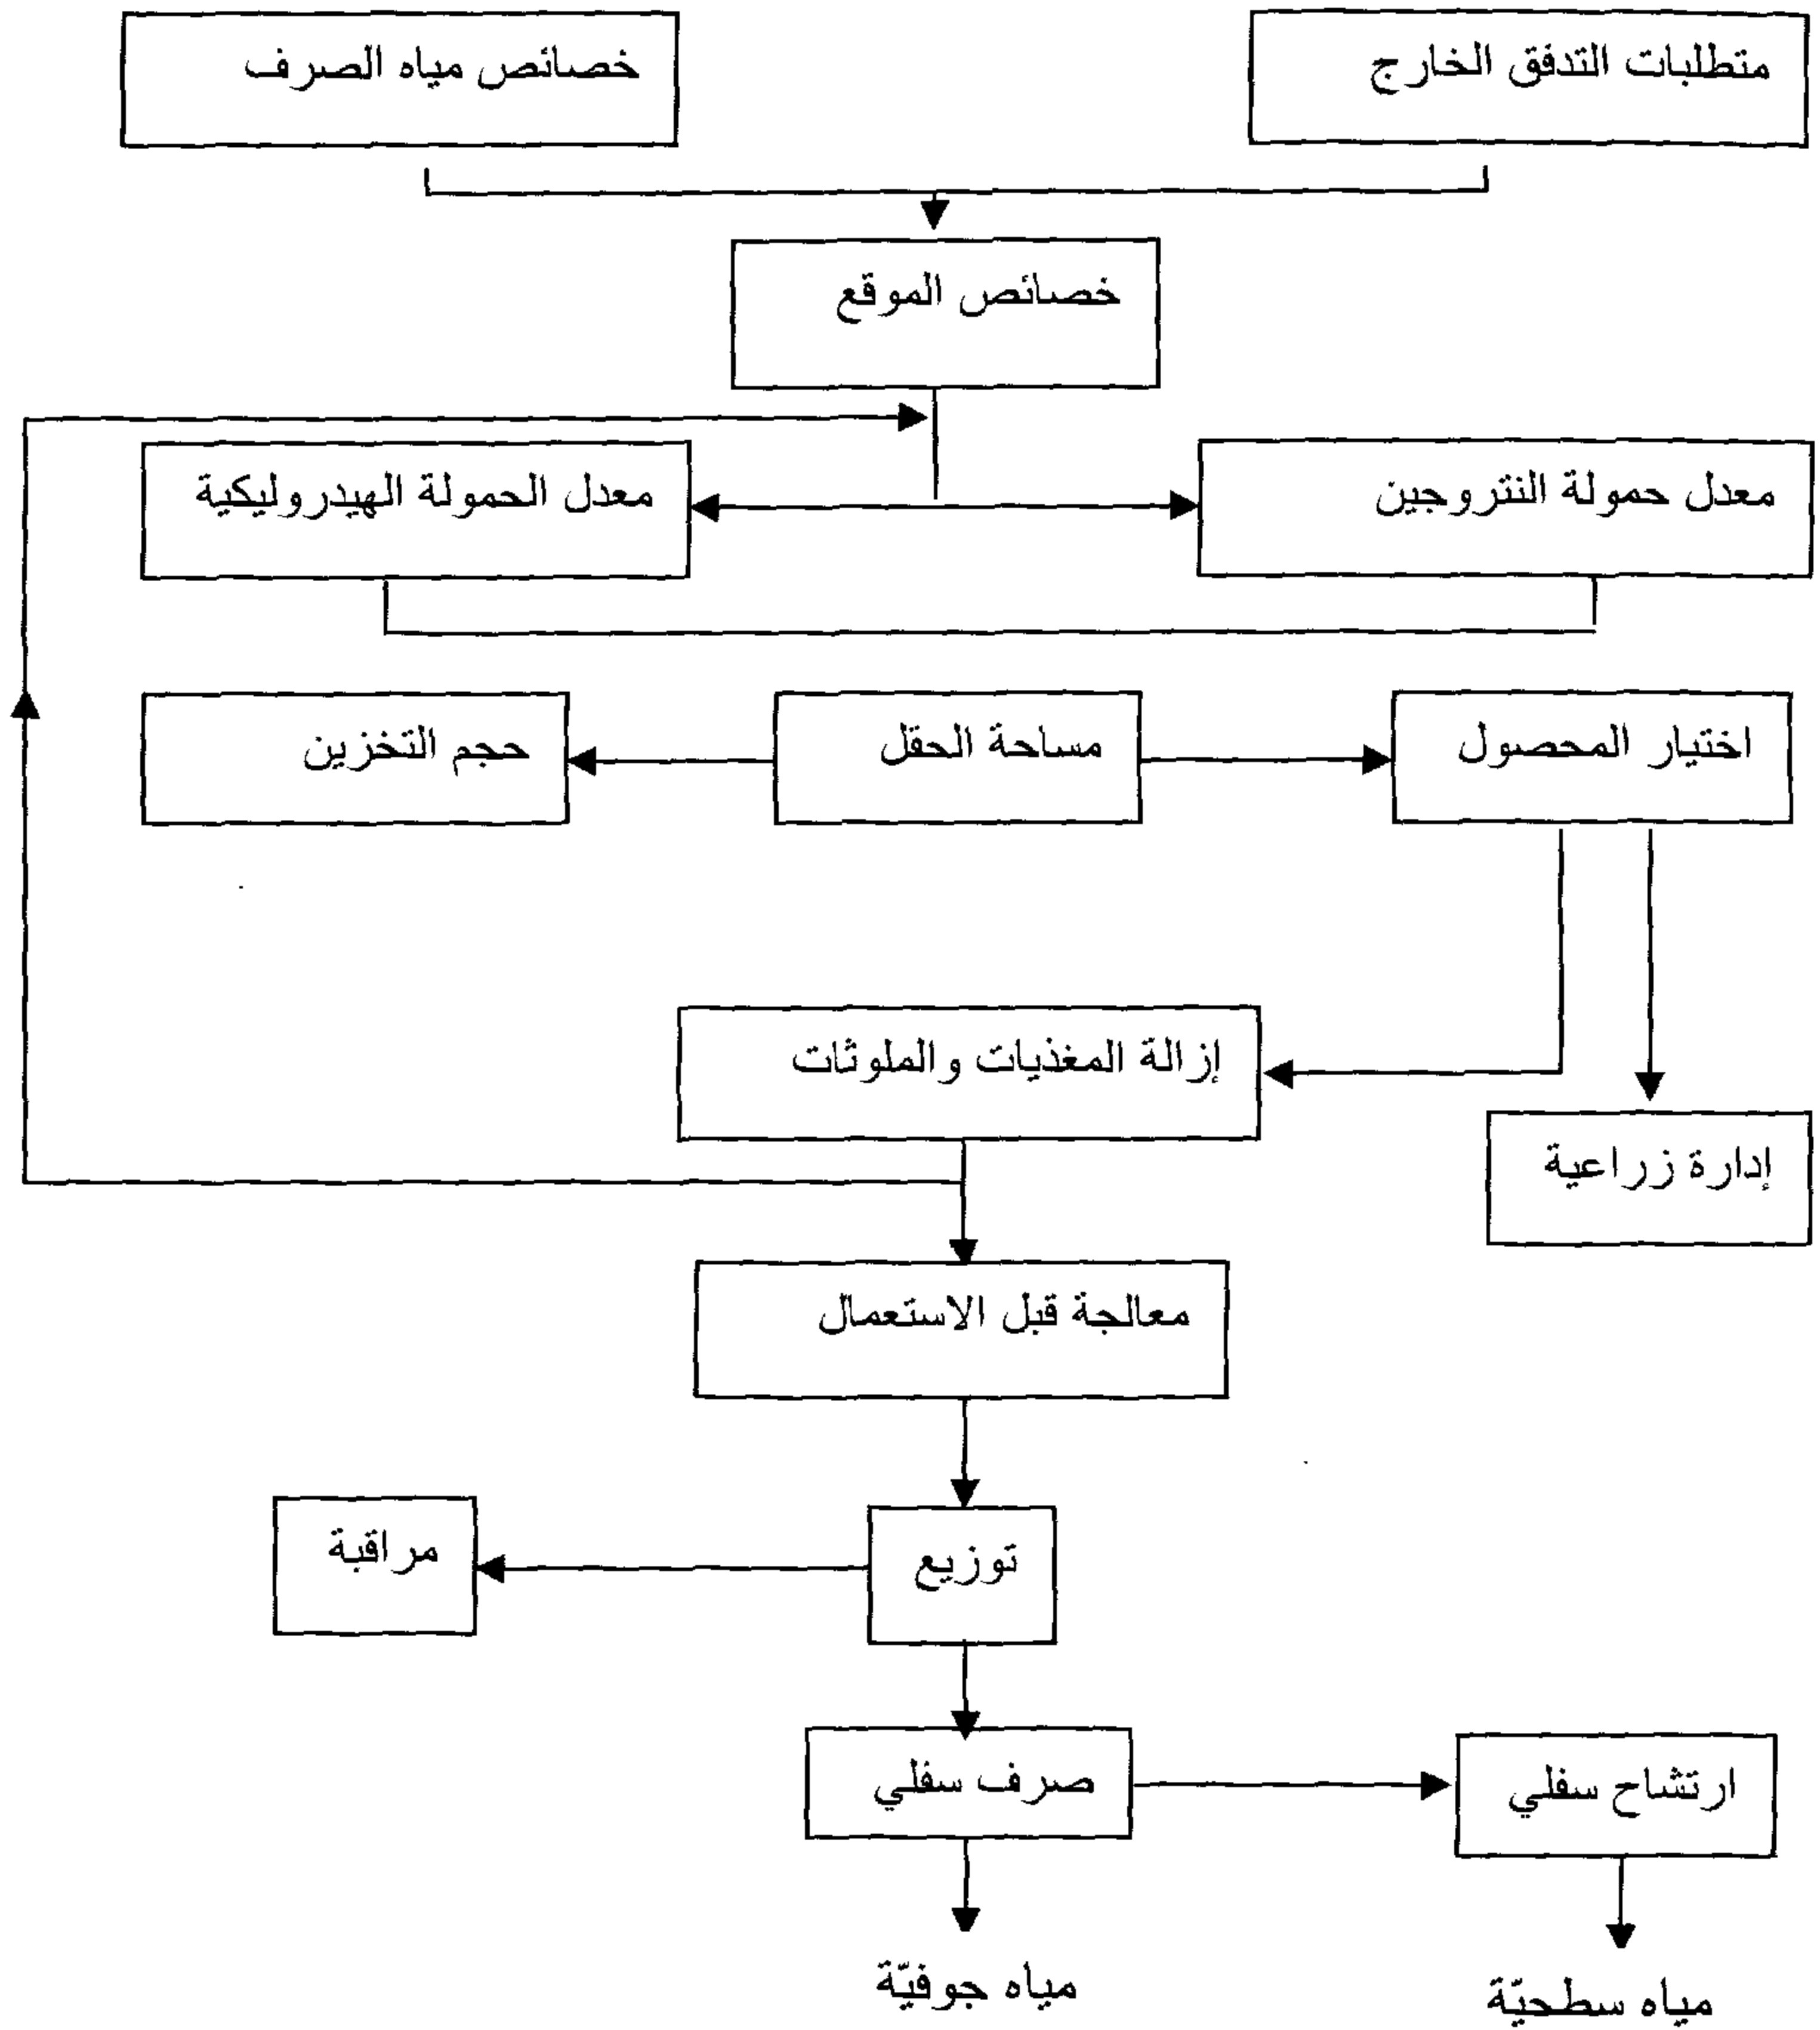 متطلبات التدفق الخارج
خصائص مياه الصرف
خصائص الموقع
معدل حمولة النتروجين
معدل الحمولة الهيدروليكية
اختيار المحصول
مساحة الحقل
حجم التخزين
إزالة المغذيات والملوثات
إدارة زراعية
معالجة قبل الاستعمال
توزيع
مراقبة
صرف سفلي
ارتشاح سفلي
مياه جوفيّة
مياه سطحيّة